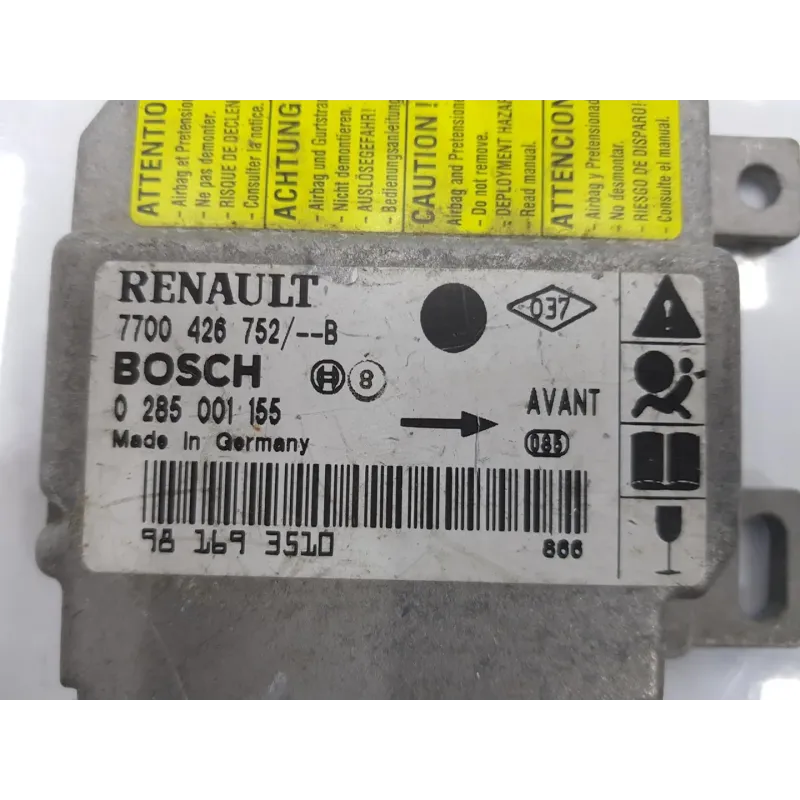 ATTENTIO
- Airbag et Pretension
- Ne pas demonter.
- RISQUE DE DECLEN
- Consulter la notice.
ACHTUNG
- Airbag und Gurtstra
- Nicht demontieren.
- AUSLÖSEGEFAHR!
- Bedienungsanleitung
CAUTION!
Airbag and Pretension
- Do not remove.
- DEPLOYMENT HAZAR
- Read manual.
ATTENCION
- Airbag y Pretensionad
- No desmontar.
- RIESGO DE DISPARO!
- Consulte el manual.
RENAULT
037
7700 426 752/--B
BOSCH
8
0 285 001 155
AVANT
Made in Germany
086
98 169 3510
866